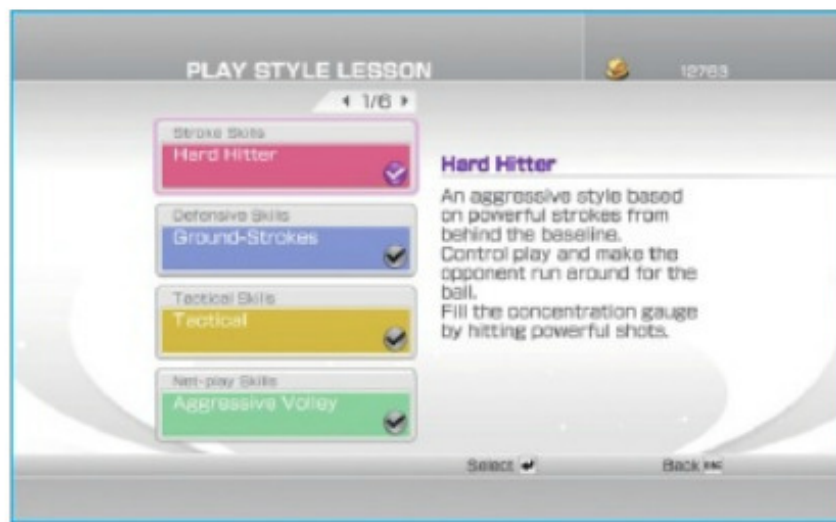 PLAY STYLE LESSON
12763
1/6
Stroke Skills
Hard Hitter
Defensive Skills
Ground-Strokes
Tactical Skills
Tactical
Net-play Skills
Aggressive Volley
Hard Hitter
An aggressive style based
on powerful strokes from
behind the baseline.
Control play and make the
opponent run around for the
ball.
Fill the concentration gauge
by hitting powerful shots.
Select
Back ESC